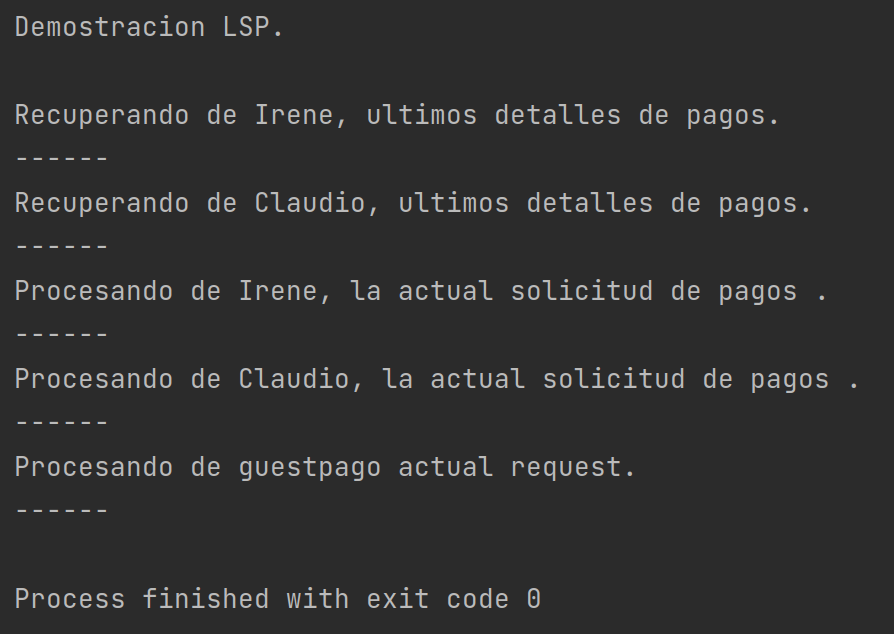 Demostracion LSP.
Recuperando de Irene, ultimos detalles de pagos.
------
Recuperando de Claudio, ultimos detalles de pagos.
------
Procesando de Irene, la actual solicitud de pagos .
------
Procesando de Claudio, la actual solicitud de pagos .
------
Procesando de guestpago actual request.
------
Process finished with exit code 0